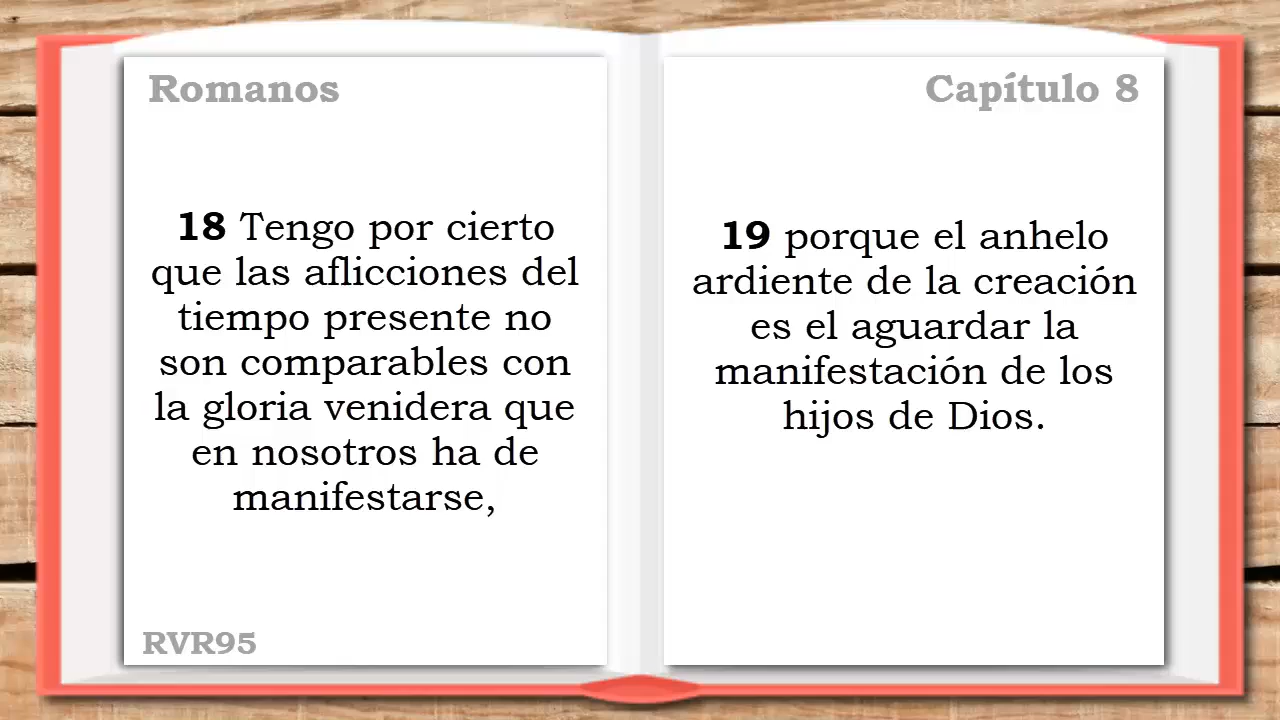 Romanos
18 Tengo por cierto
que las aflicciones del
tiempo presente no
son comparables con
la gloria venidera que
en nosotros ha de
manifestarse,
RVR95
Capítulo 8
19 porque el anhelo
ardiente de la creación
es el aguardar la
manifestación de los
hijos de Dios.